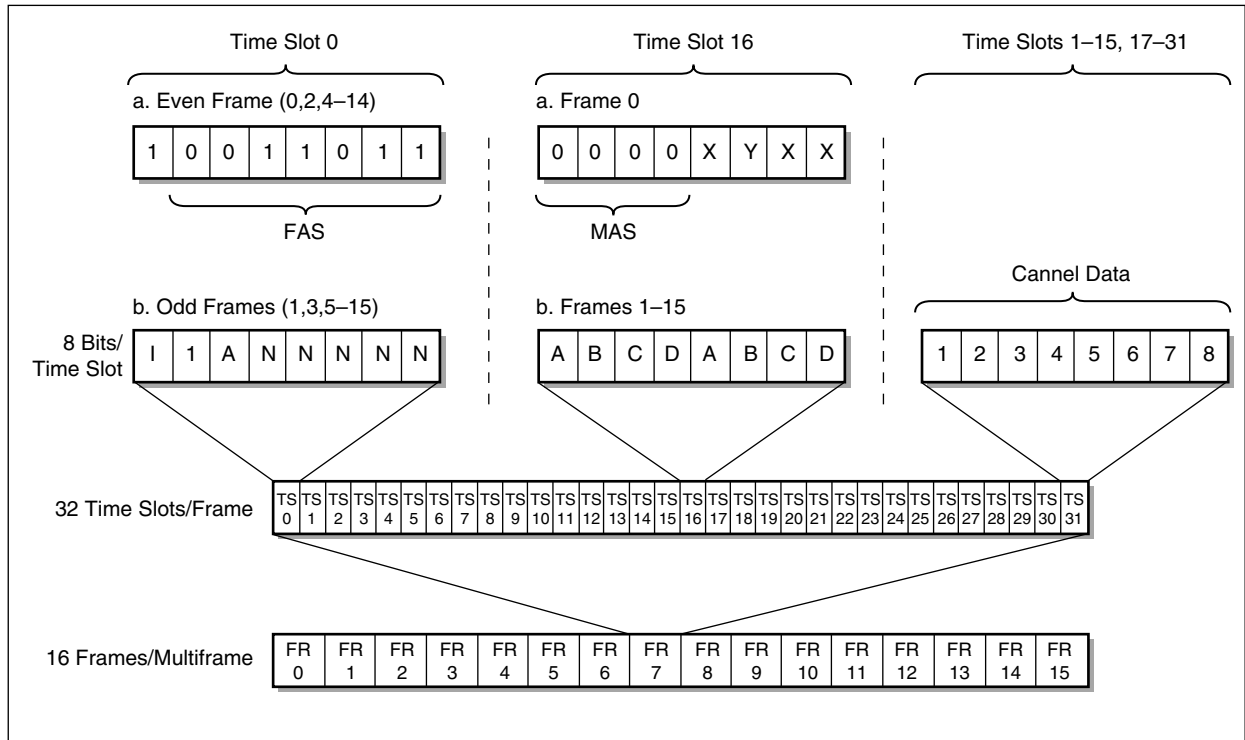 Time Slot 0
Time Slot 16
Time Slots 1–15, 17–31
a. Even Frame (0,2,4–14)
a. Frame 0
1 0 0 1 1 0 1 1
0 0 0 0 X Y X X
FAS
MAS
Cannel Data
b. Odd Frames (1,3,5–15)
b. Frames 1–15
8 Bits/
Time Slot
I 1 A N N N N N
A B C D A B C D
1 2 3 4 5 6 7 8
32 Time Slots/Frame
TS TS TS TS TS TS TS TS TS TS TS TS TS TS TS TS TS TS TS TS TS TS TS TS TS TS TS TS TS TS TS TS
0 1 2 3 4 5 6 7 8 9 10 11 12 13 14 15 16 17 18 19 20 21 22 23 24 25 26 27 28 29 30 31
16 Frames/Multiframe
FR FR FR FR FR FR FR FR FR FR FR FR FR FR FR FR
0 1 2 3 4 5 6 7 8 9 10 11 12 13 14 15